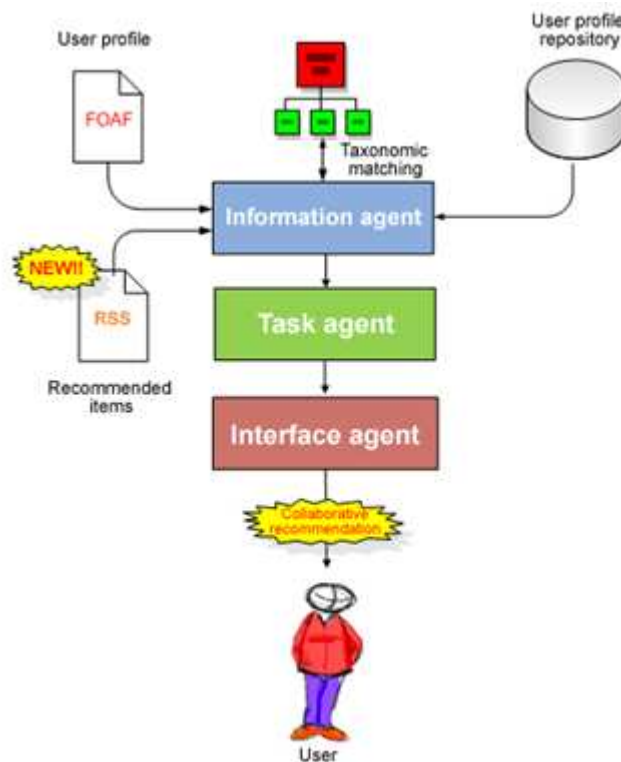 User profile
User profile
repository
FOAF
Taxonomic
matching
Information agent
NEW!!
RSS
Task agent
Recommended
items
Interface agent
Collaborative
recommendation
User